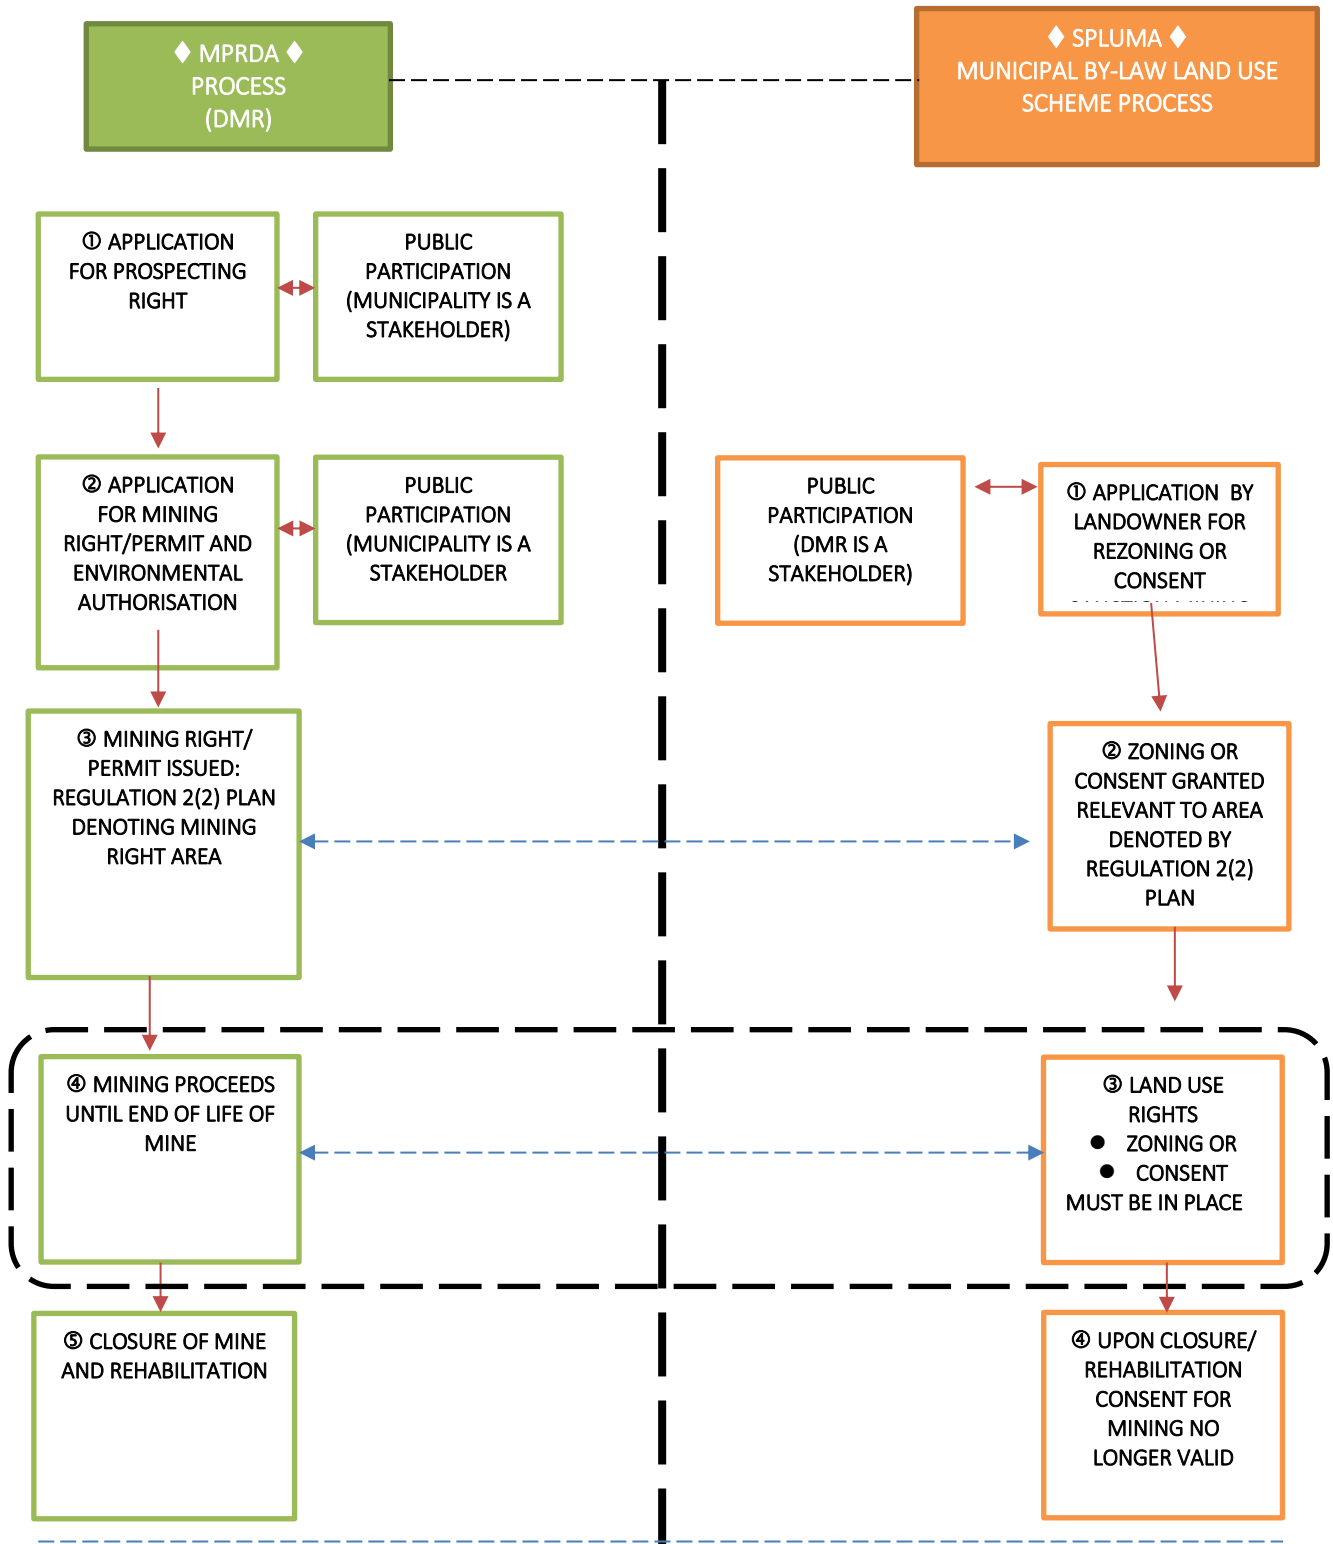 ♦ MPRDA ♦
PROCESS
(DMR)
♦ SPLUMA ♦
MUNICIPAL BY-LAW LAND USE
SCHEME PROCESS
① APPLICATION
FOR PROSPECTING
RIGHT
PUBLIC
PARTICIPATION
(MUNICIPALITY IS A
STAKEHOLDER)
② APPLICATION
FOR MINING
RIGHT/PERMIT AND
ENVIRONMENTAL
AUTHORISATION
PUBLIC
PARTICIPATION
(MUNICIPALITY IS A
STAKEHOLDER
PUBLIC
PARTICIPATION
(DMR IS A
STAKEHOLDER)
① APPLICATION BY
LANDOWNER FOR
REZONING OR
CONSENT
③ MINING RIGHT/
PERMIT ISSUED:
REGULATION 2(2) PLAN
DENOTING MINING
RIGHT AREA
② ZONING OR
CONSENT GRANTED
RELEVANT TO AREA
DENOTED BY
REGULATION 2(2)
PLAN
④ MINING PROCEEDS
UNTIL END OF LIFE OF
MINE
③ LAND USE
RIGHTS
● ZONING OR
● CONSENT
MUST BE IN PLACE
⑤ CLOSURE OF MINE
AND REHABILITATION
④ UPON CLOSURE/
REHABILITATION
CONSENT FOR
MINING NO
LONGER VALID